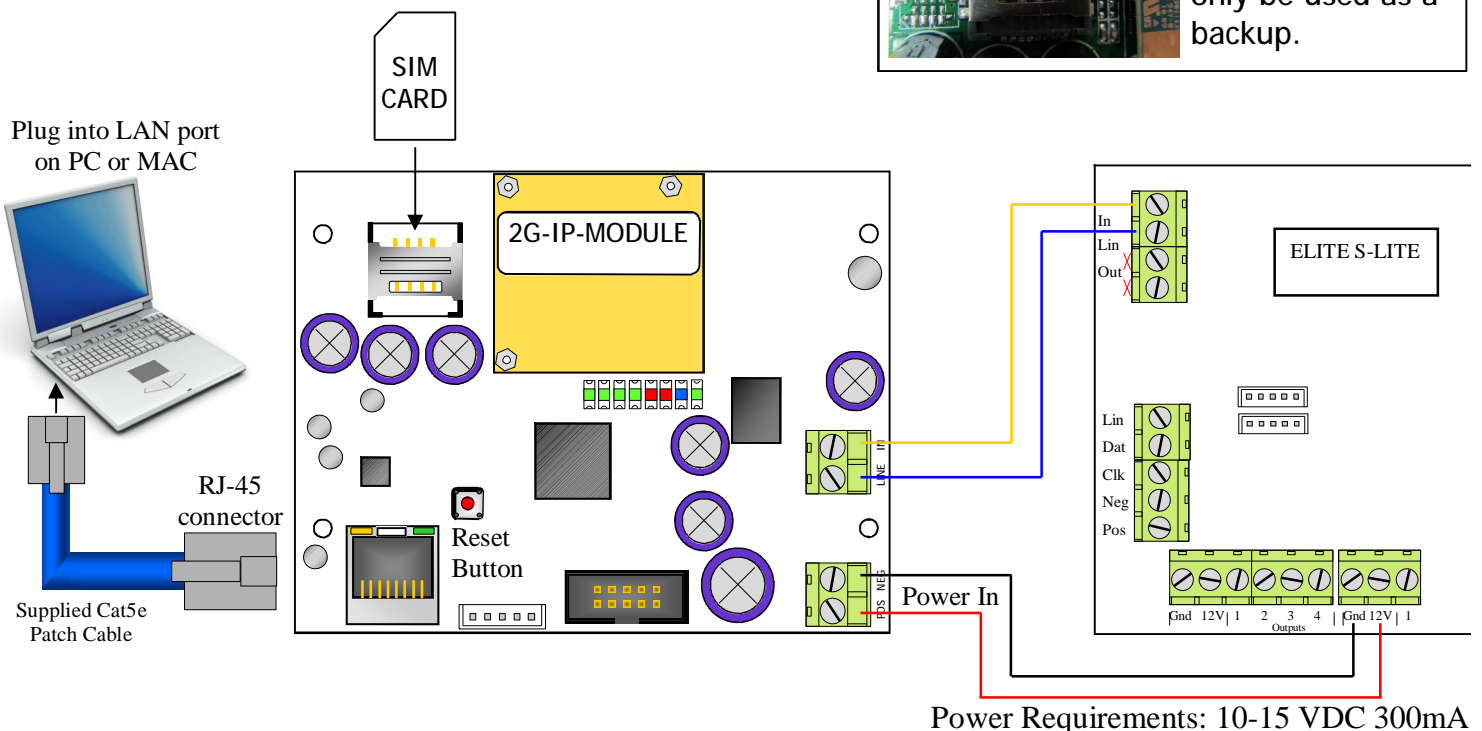 only be used as a
backup.
SIM
CARD
Plug into LAN port
on PC or MAC
2G-IP-MODULE
ELITE S-LITE
In
Lin
Out
LINE IN
Lin
Dat
Clk
Neg
Pos
RJ-45
connector
Reset
Button
Supplied Cat5e
Patch Cable
POS NEG
Power In
Gnd 12V 1 2 3 4 Gnd 12V 1
Outputs
Power Requirements: 10-15 VDC 300mA